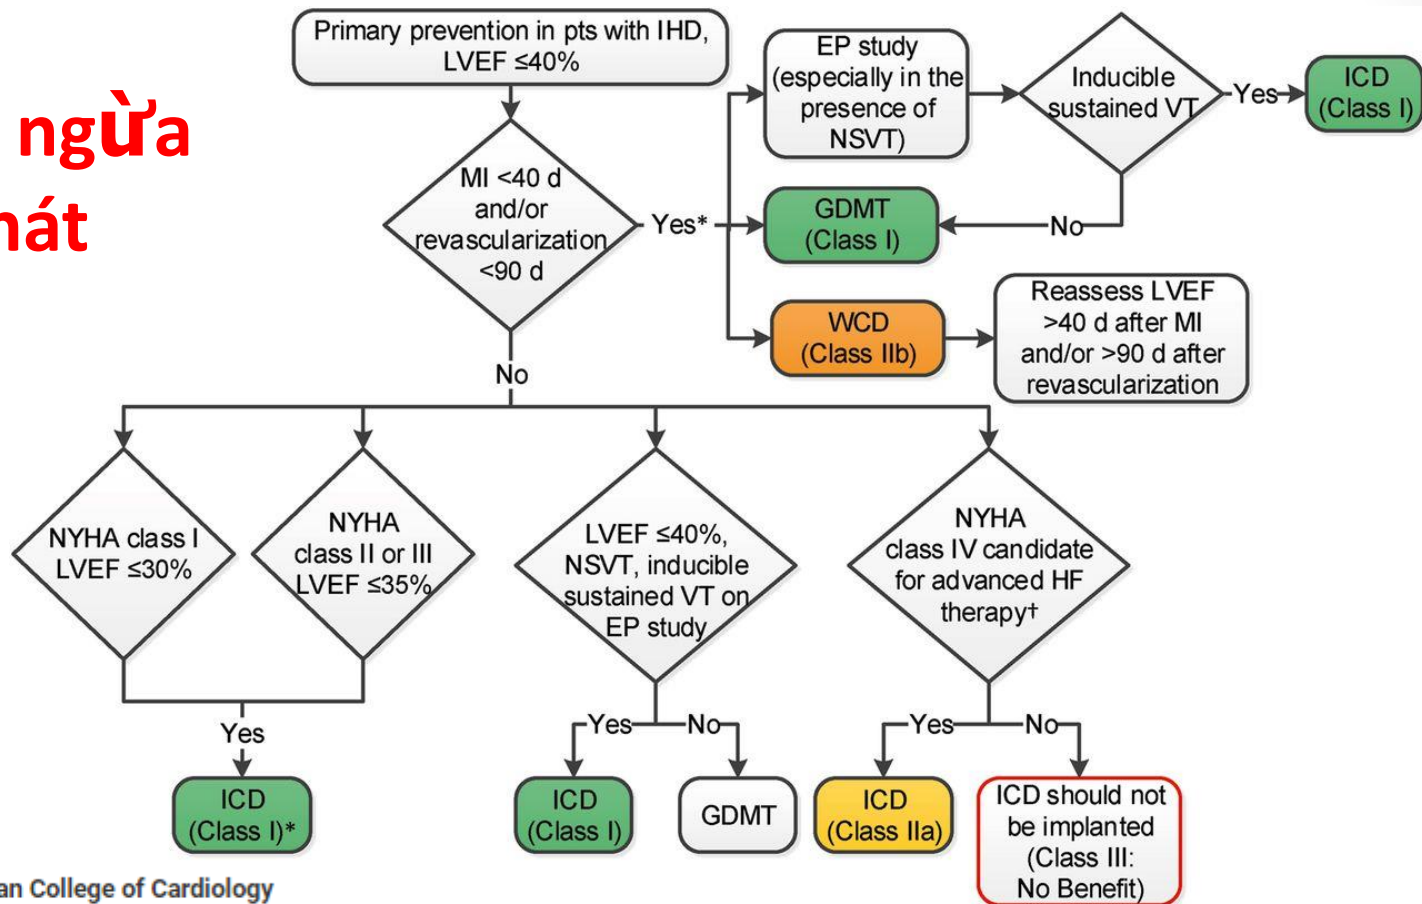 ngừa
hát
Primary prevention in pts with IHD,
LVEF ≤40%
MI <40 d
and/or
revascularization
<90 d
Yes*
EP study
(especially in the
presence of
NSVT)
Inducible
sustained VT
Yes
ICD
(Class I)
No
GDMT
(Class I)
WCD
(Class IIb)
Reassess LVEF
>40 d after MI
and/or >90 d after
revascularization
No
NYHA class I
LVEF ≤30%
NYHA
class II or III
LVEF ≤35%
Yes
ICD
(Class I)*
LVEF ≤40%,
NSVT, inducible
sustained VT on
EP study
Yes
No
ICD
(Class I)
GDMT
NYHA
class IV candidate
for advanced HF
therapy†
Yes
No
ICD
(Class IIa)
ICD should not
be implanted
(Class III:
No Benefit)
an College of Cardiology